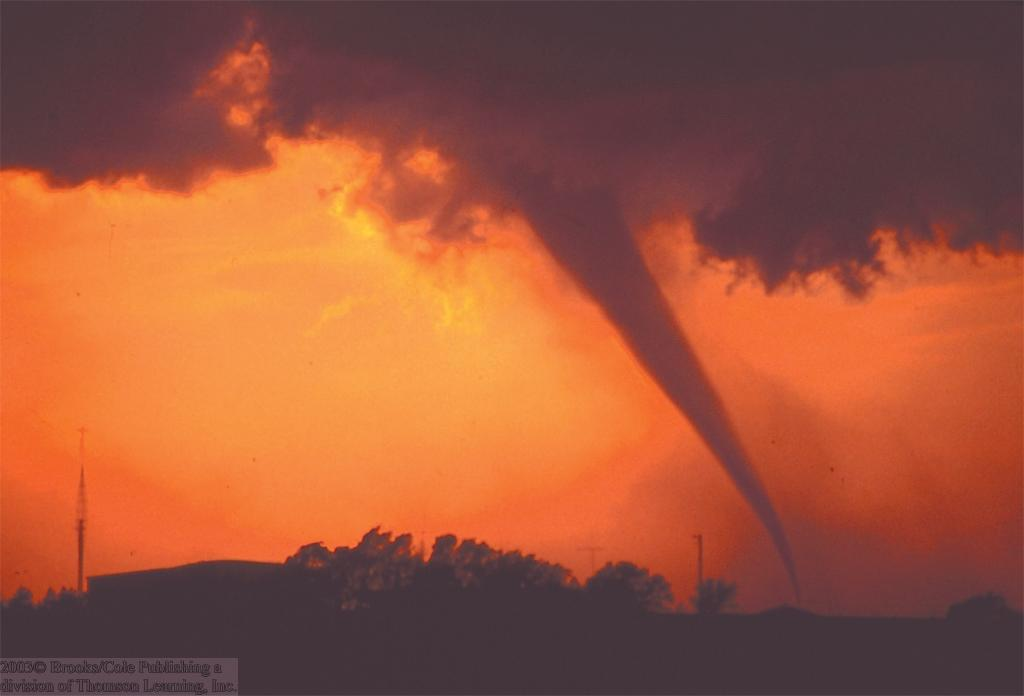 2003© Brooks/Cole Publishing a
division of Thomson Learning, Inc.